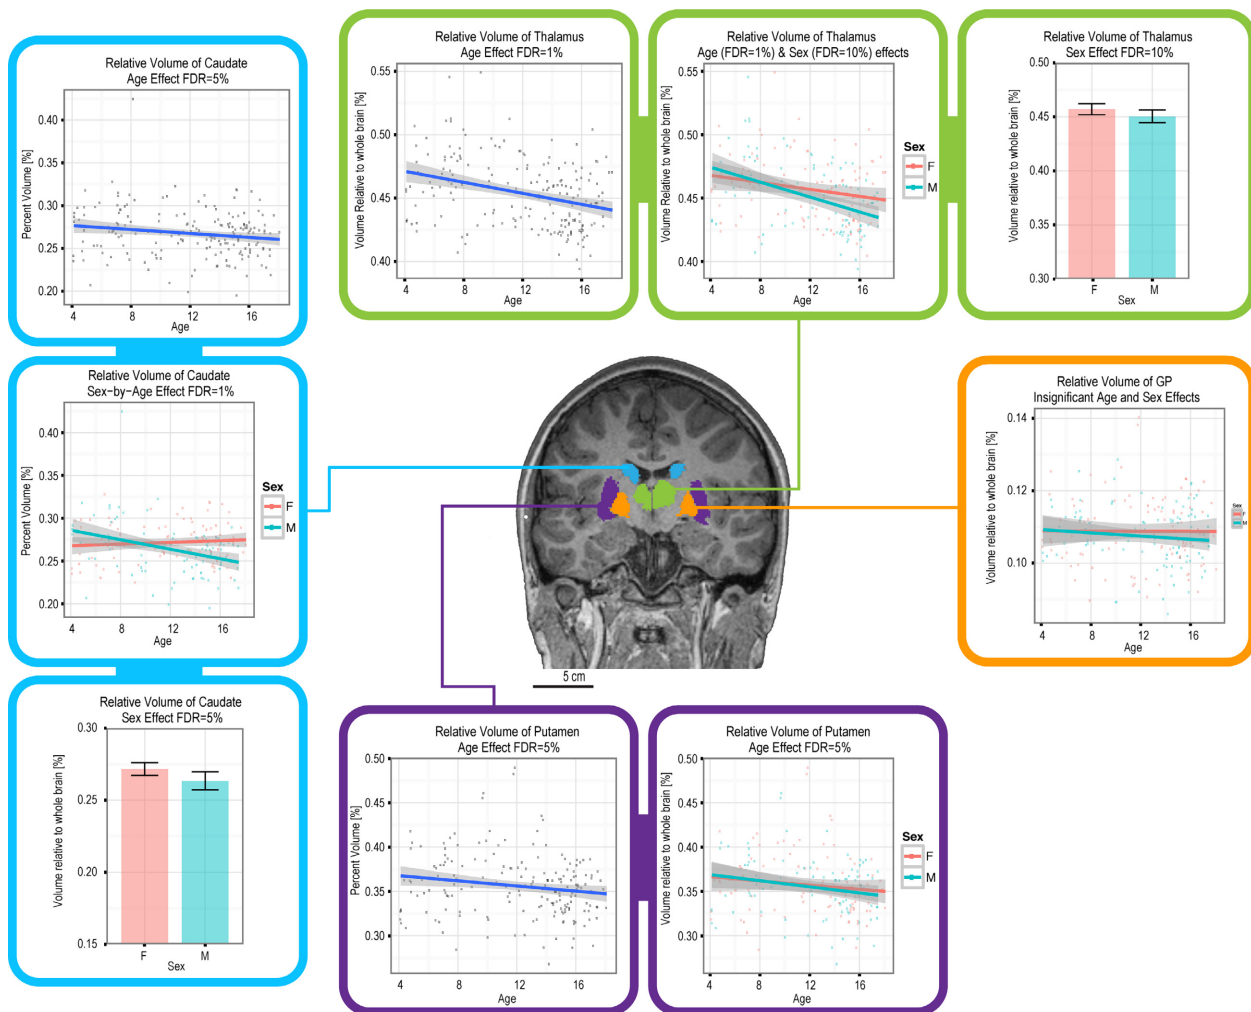 Relative Volume of Caudate
Age Effect FDR=5%
Percent Volume [%]
0.40
0.35
0.30
0.25
0.20
4
8
12
16
Age
Relative Volume of Thalamus
Age Effect FDR=1%
Volume Relative to whole brain [%]
0.55
0.50
0.45
0.40
4
8
12
16
Age
Relative Volume of Thalamus
Age (FDR=1%) & Sex (FDR=10%) effects
Volume Relative to whole brain [%]
0.55
0.50
0.45
0.40
4
8
12
16
Age
Sex
F
M
Relative Volume of Thalamus
Sex Effect FDR=10%
Volume relative to whole brain [%]
0.50
0.45
0.40
0.35
0.30
F
M
Sex
Relative Volume of Caudate
Sex-by-Age Effect FDR=1%
Percent Volume [%]
0.40
0.35
0.30
0.25
0.20
4
8
12
16
Age
Sex
F
M
5 cm
Relative Volume of GP
Insignificant Age and Sex Effects
Volume relative to whole brain [%]
0.14
0.12
0.10
4
8
12
16
Age
Sex
F
M
Relative Volume of Caudate
Sex Effect FDR=5%
Volume relative to whole brain [%]
0.30
0.25
0.20
0.15
F
M
Sex
Relative Volume of Putamen
Age Effect FDR=5%
Percent Volume [%]
0.50
0.45
0.40
0.35
0.30
4
8
12
16
Age
Relative Volume of Putamen
Age Effect FDR=5%
Volume relative to whole brain [%]
0.50
0.45
0.40
0.35
0.30
4
8
12
16
Age
Sex
F
M